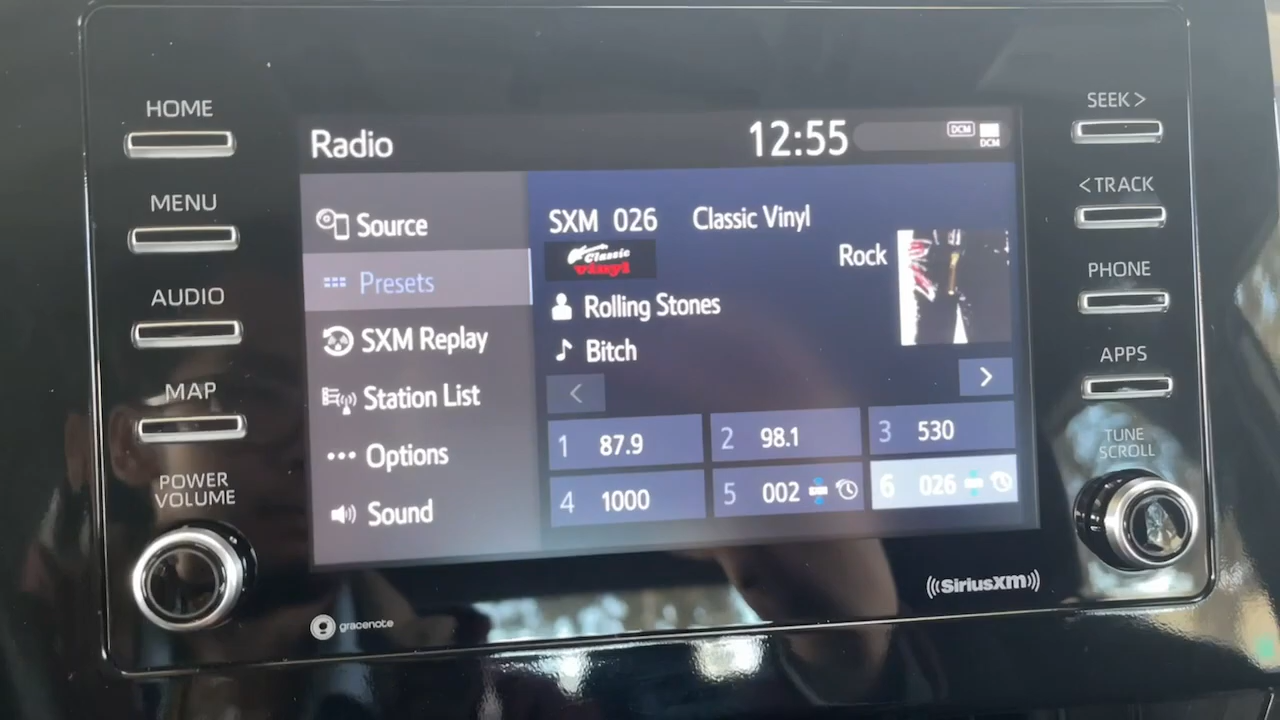 HOME
MENU
AUDIO
MAP
POWER
VOLUME
Radio
12:55
DCM
DCM
Source
Presets
SXM Replay
Station List
Options
Sound
SXM 026 Classic Vinyl
Classic
vinyl
Rock
Rolling Stones
Bitch
<
>
1 87.9
2 98.1
3 530
4 1000
5 002
6 026
SEEK >
< TRACK
PHONE
APPS
TUNE
SCROLL
gracenote
SiriusXM